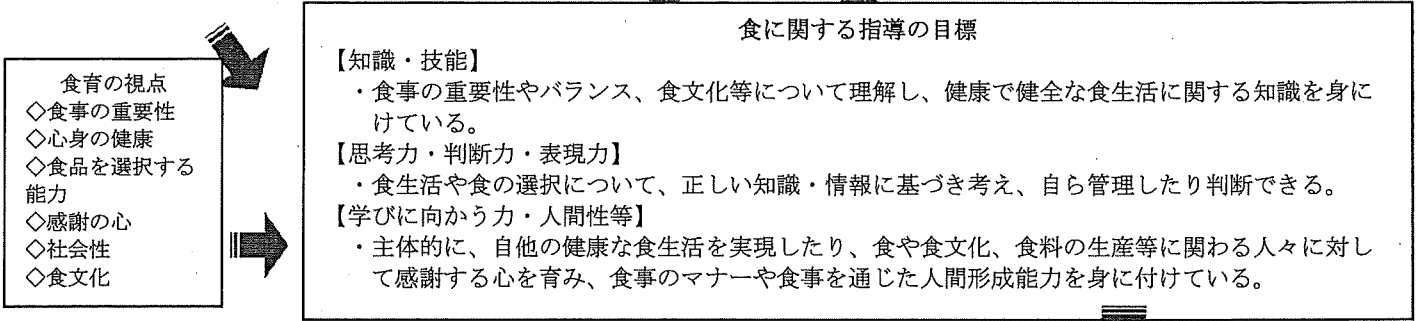 食育の視点
◇食事の重要性
◇心身の健康
◇食品を選択する
能力
◇感謝の心
◇社会性
◇食文化
食に関する指導の目標
【知識・技能】
・食事の重要性やバランス、食文化等について理解し、健康で健全な食生活に関する知識を身に
けている。
【思考力・判断力・表現力】
・食生活や食の選択について、正しい知識・情報に基づき考え、自ら管理したり判断できる。
【学びに向かう力・人間性等】
・主体的に、自他の健康な食生活を実現したり、食や食文化、食料の生産等に関わる人々に対し
て感謝する心を育み、食事のマナーや食事を通じた人間形成能力を身に付けている。